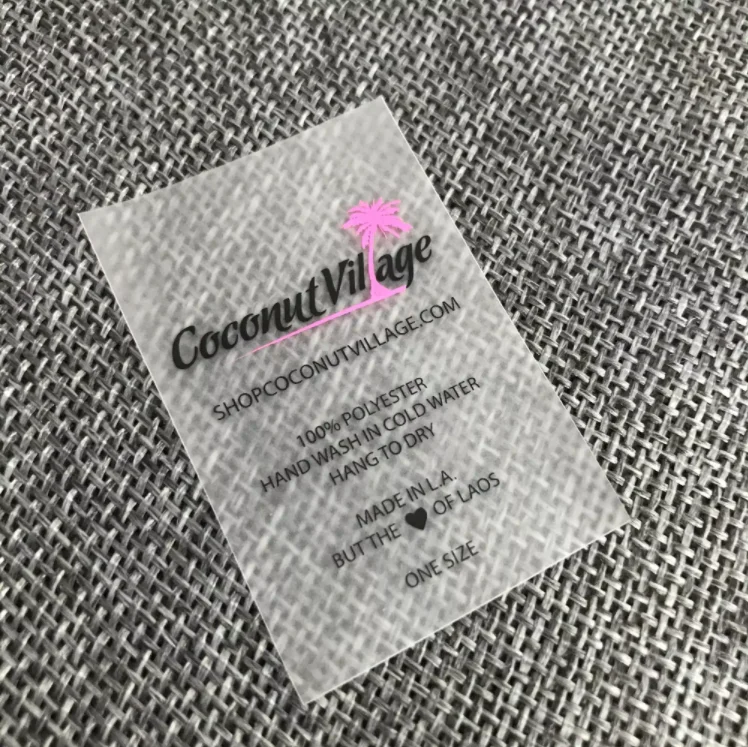 CoconutVillage
SHOPCOCONUTVILLAGE.COM
100% POLYESTER
HAND WASH IN COLD WATER
HANG TO DRY
MADE IN L.A.
BUT THE ♥ OF LAOS
ONE SIZE